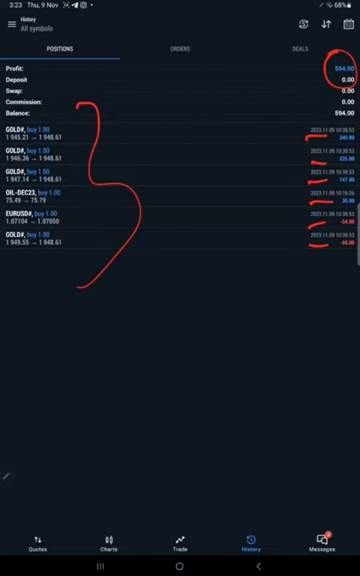 3:23 Thu, 9 Nov
68%
History
All symbols
POSITIONS ORDERS DEALS
Profit: 594.00
Deposit 0.00
Swap: 0.00
Commission: 0.00
Balance: 594.00
GOLD#, buy 1.00 2023.11.09 10:38:53
1 945.21 → 1 948.61 340.00
GOLD#, buy 1.00 2023.11.09 10:38:53
1 946.36 → 1 948.61 225.00
GOLD#, buy 1.00 2023.11.09 10:38:53
1 947.14 → 1 948.61 147.00
OIL-DEC23, buy 1.00 2023.11.09 10:16:26
75.49 → 75.79 30.00
EURUSD#, buy 1.00 2023.11.09 10:38:53
1.07104 → 1.07050 -54.00
GOLD#, buy 1.00 2023.11.09 10:38:53
1 949.55 → 1 948.61 -94.00
Quotes Charts Trade History Messages